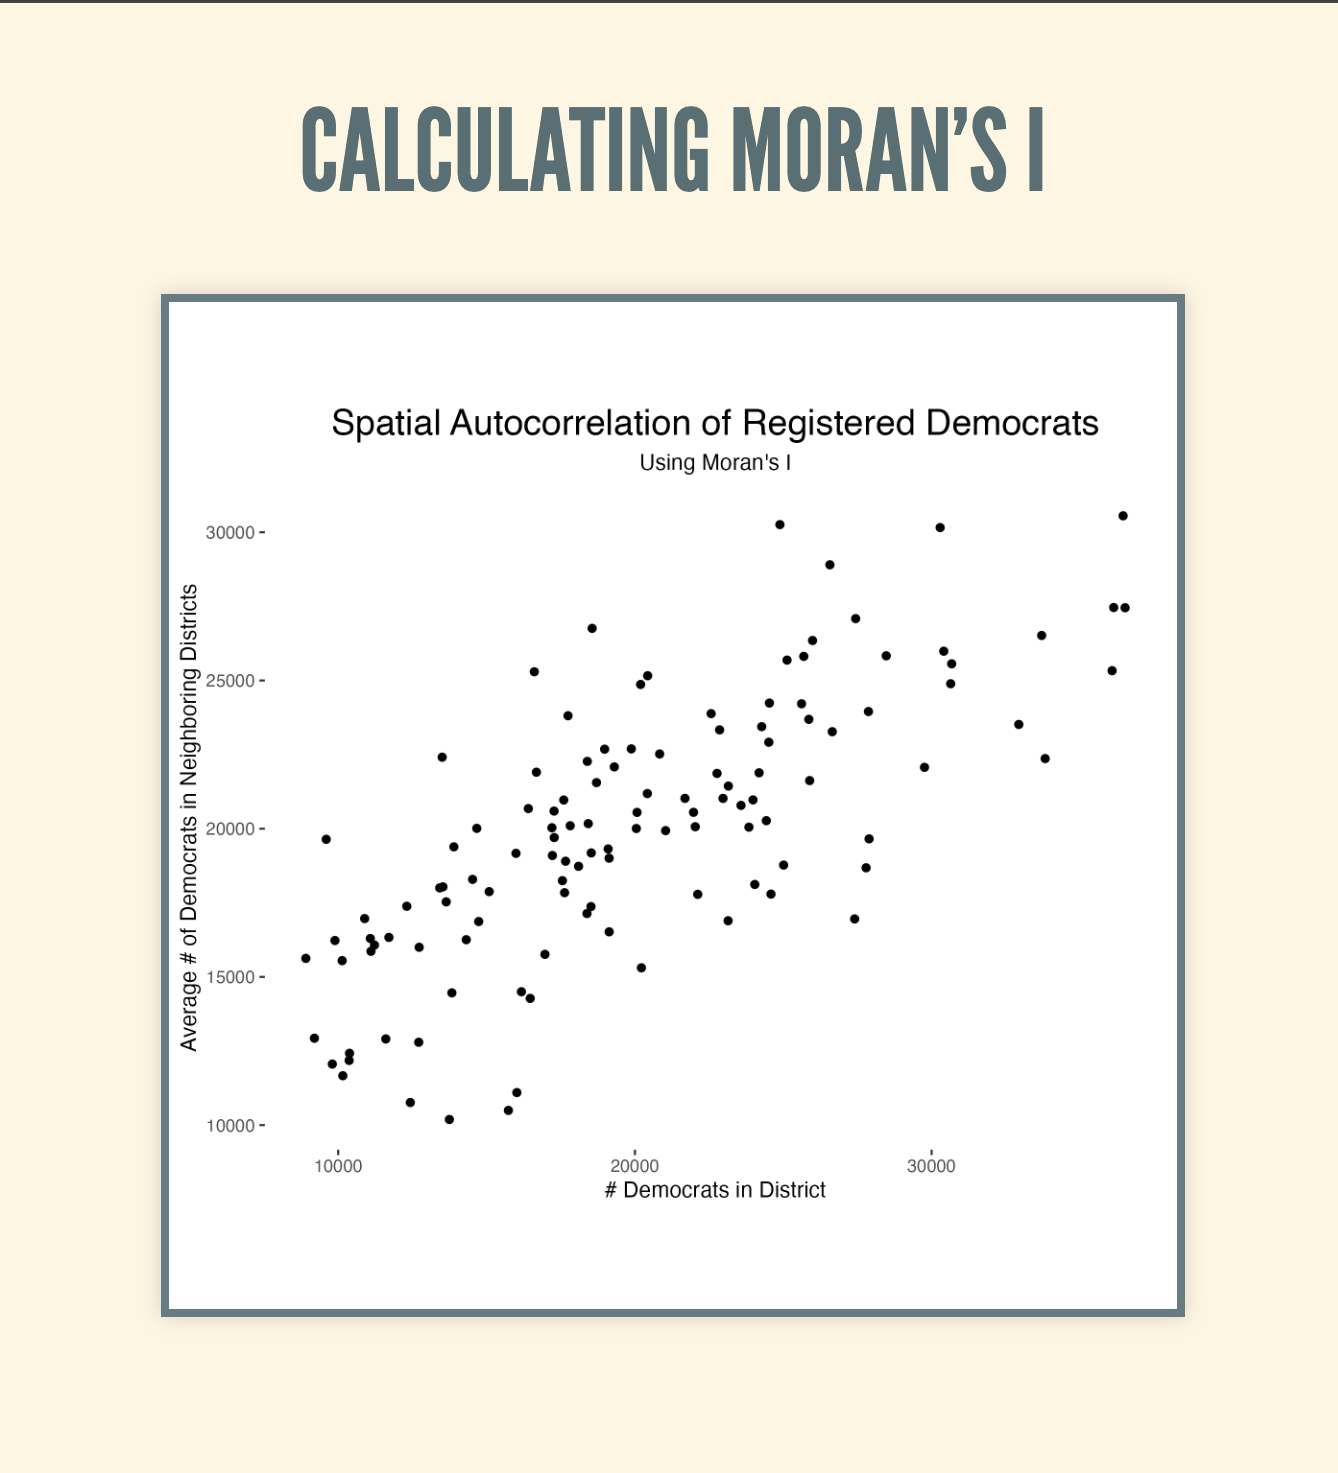 CALCULATING MORAN'S I
Spatial Autocorrelation of Registered Democrats
Using Moran's I
30000
25000
20000
15000
10000
Average # of Democrats in Neighboring Districts
10000 20000 30000
# Democrats in District